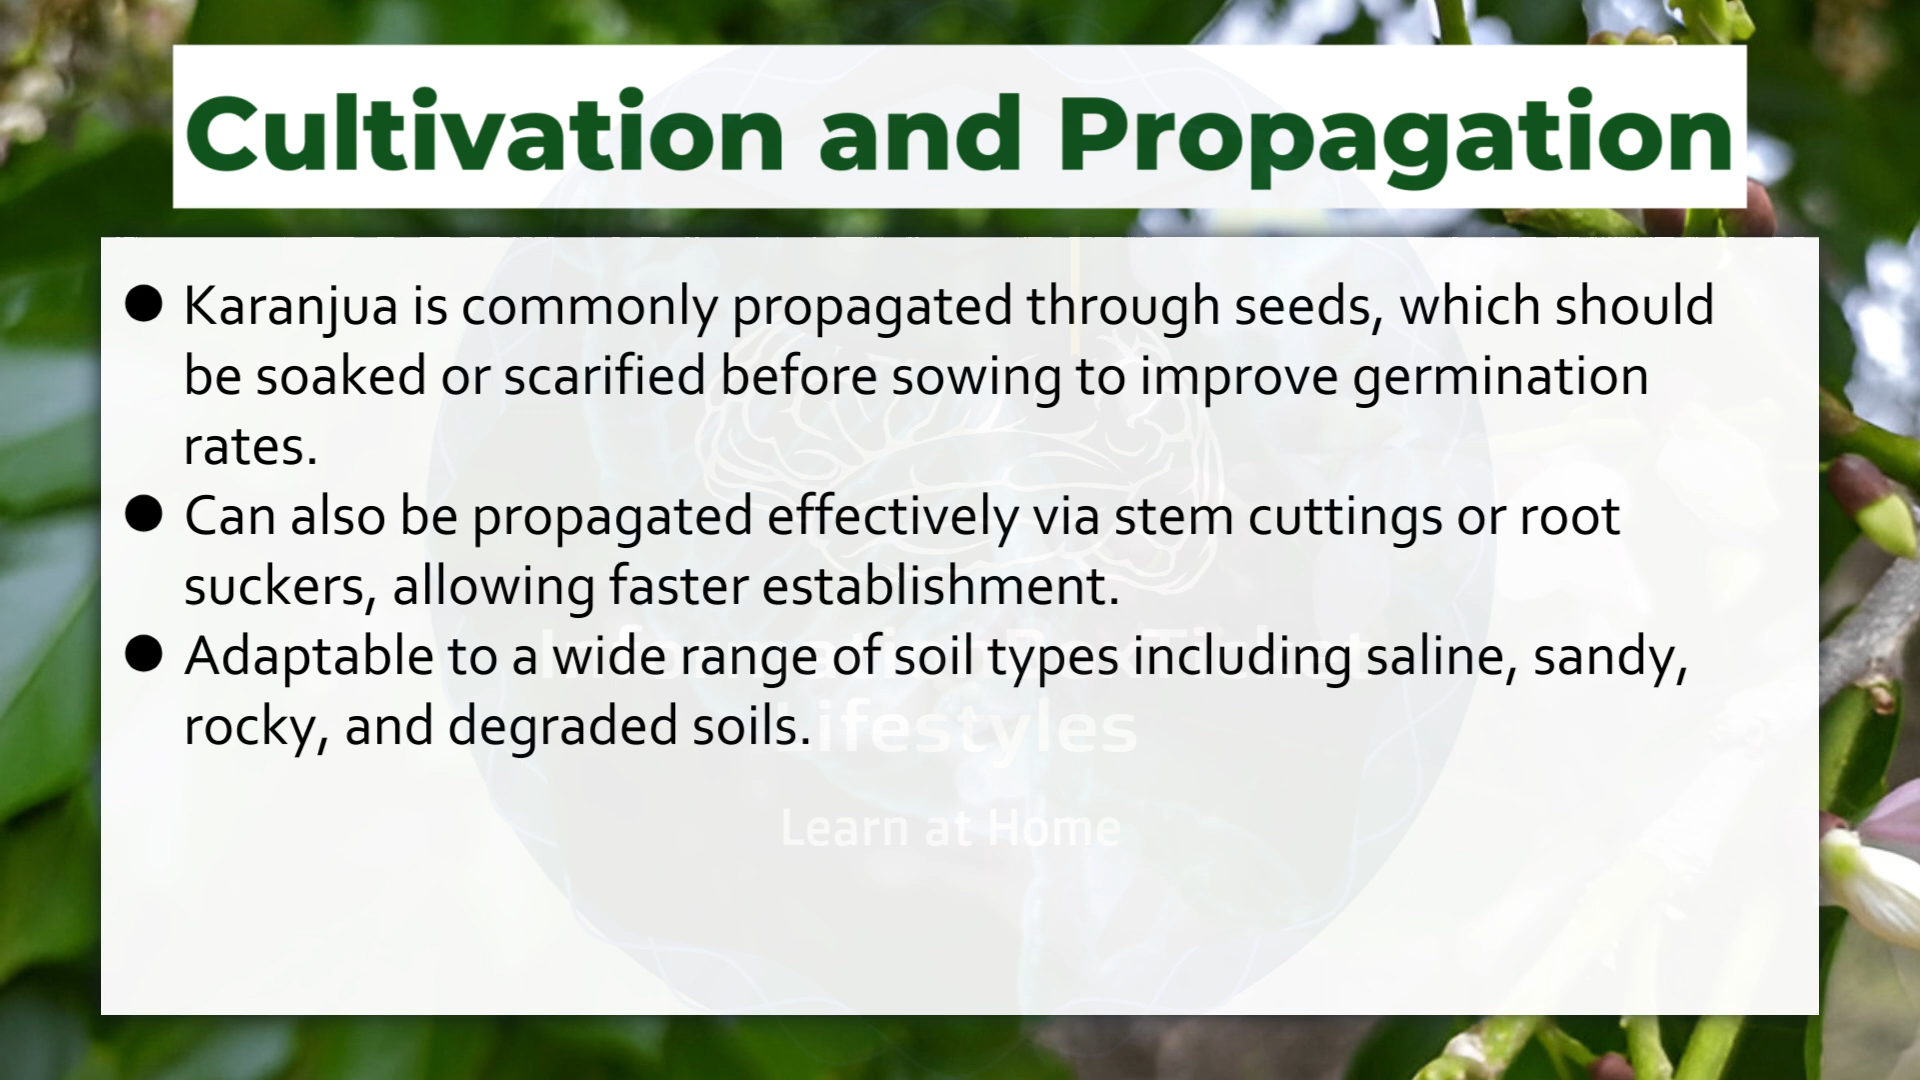 Cultivation and Propagation
● Karanjua is commonly propagated through seeds, which should
be soaked or scarified before sowing to improve germination
rates.
● Can also be propagated effectively via stem cuttings or root
suckers, allowing faster establishment.
● Adaptable to a wide range of soil types including saline, sandy,
rocky, and degraded soils.
Lifestyles
Learn at Home